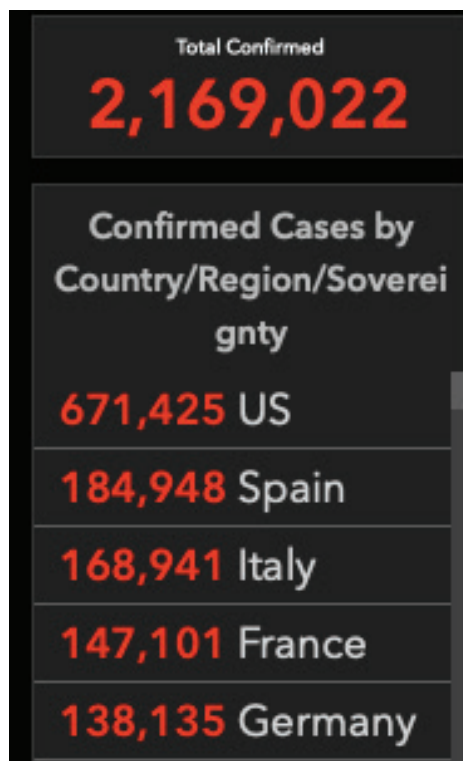 Total Confirmed
2,169,022
Confirmed Cases by
Country/Region/Soverei
gnty
671,425 US
184,948 Spain
168,941 Italy
147,101 France
138,135 Germany